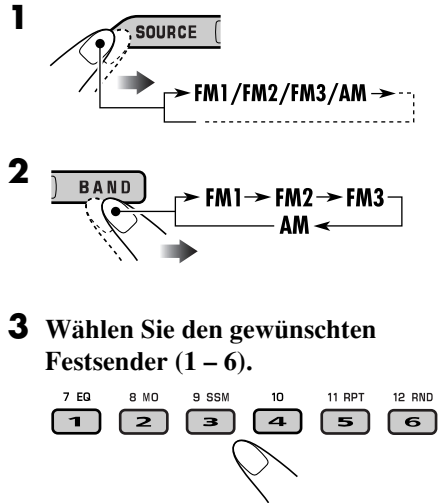 1
SOURCE
FM1/FM2/FM3/AM
2
BAND
FM1 FM2 FM3
AM
3 Wählen Sie den gewünschten
Festsender (1 – 6).
7 EQ 8 MO 9 SSM 10 11 RPT 12 RND
1 2 3 4 5 6